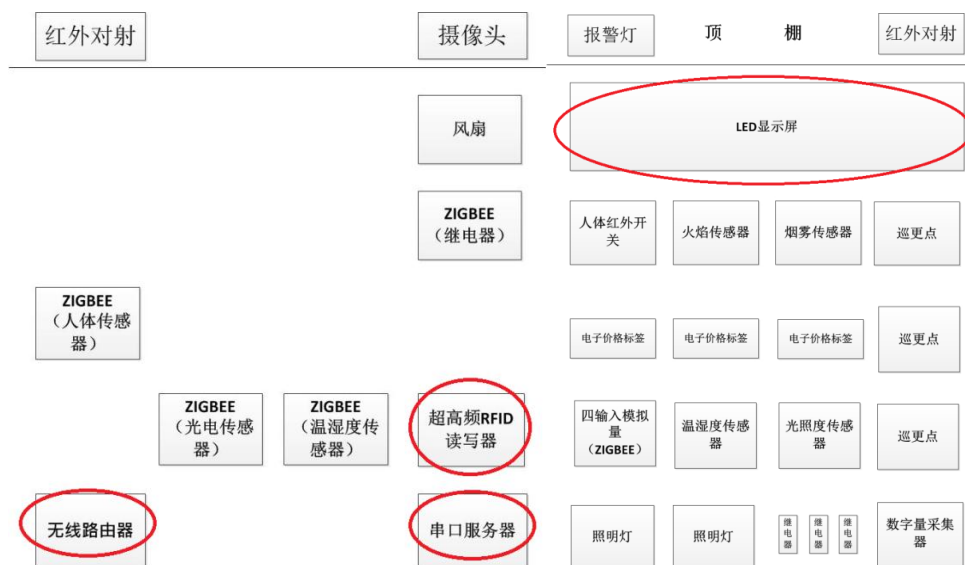 红外对射
摄像头
报警灯
顶 棚
红外对射
风扇
LED显示屏
ZIGBEE
(继电器)
人体红外开
关
火焰传感器
烟雾传感器
巡更点
ZIGBEE
(人体传感
器)
电子价格标签
电子价格标签
电子价格标签
巡更点
ZIGBEE
(光电传感
器)
ZIGBEE
(温湿度传
感器)
超高频RFID
读写器
四输入模拟
量
(ZIGBEE)
温湿度传感
器
光照度传感
器
巡更点
无线路由器
串口服务器
照明灯
照明灯
继
电
器
继
电
器
继
电
器
数字量采集
器